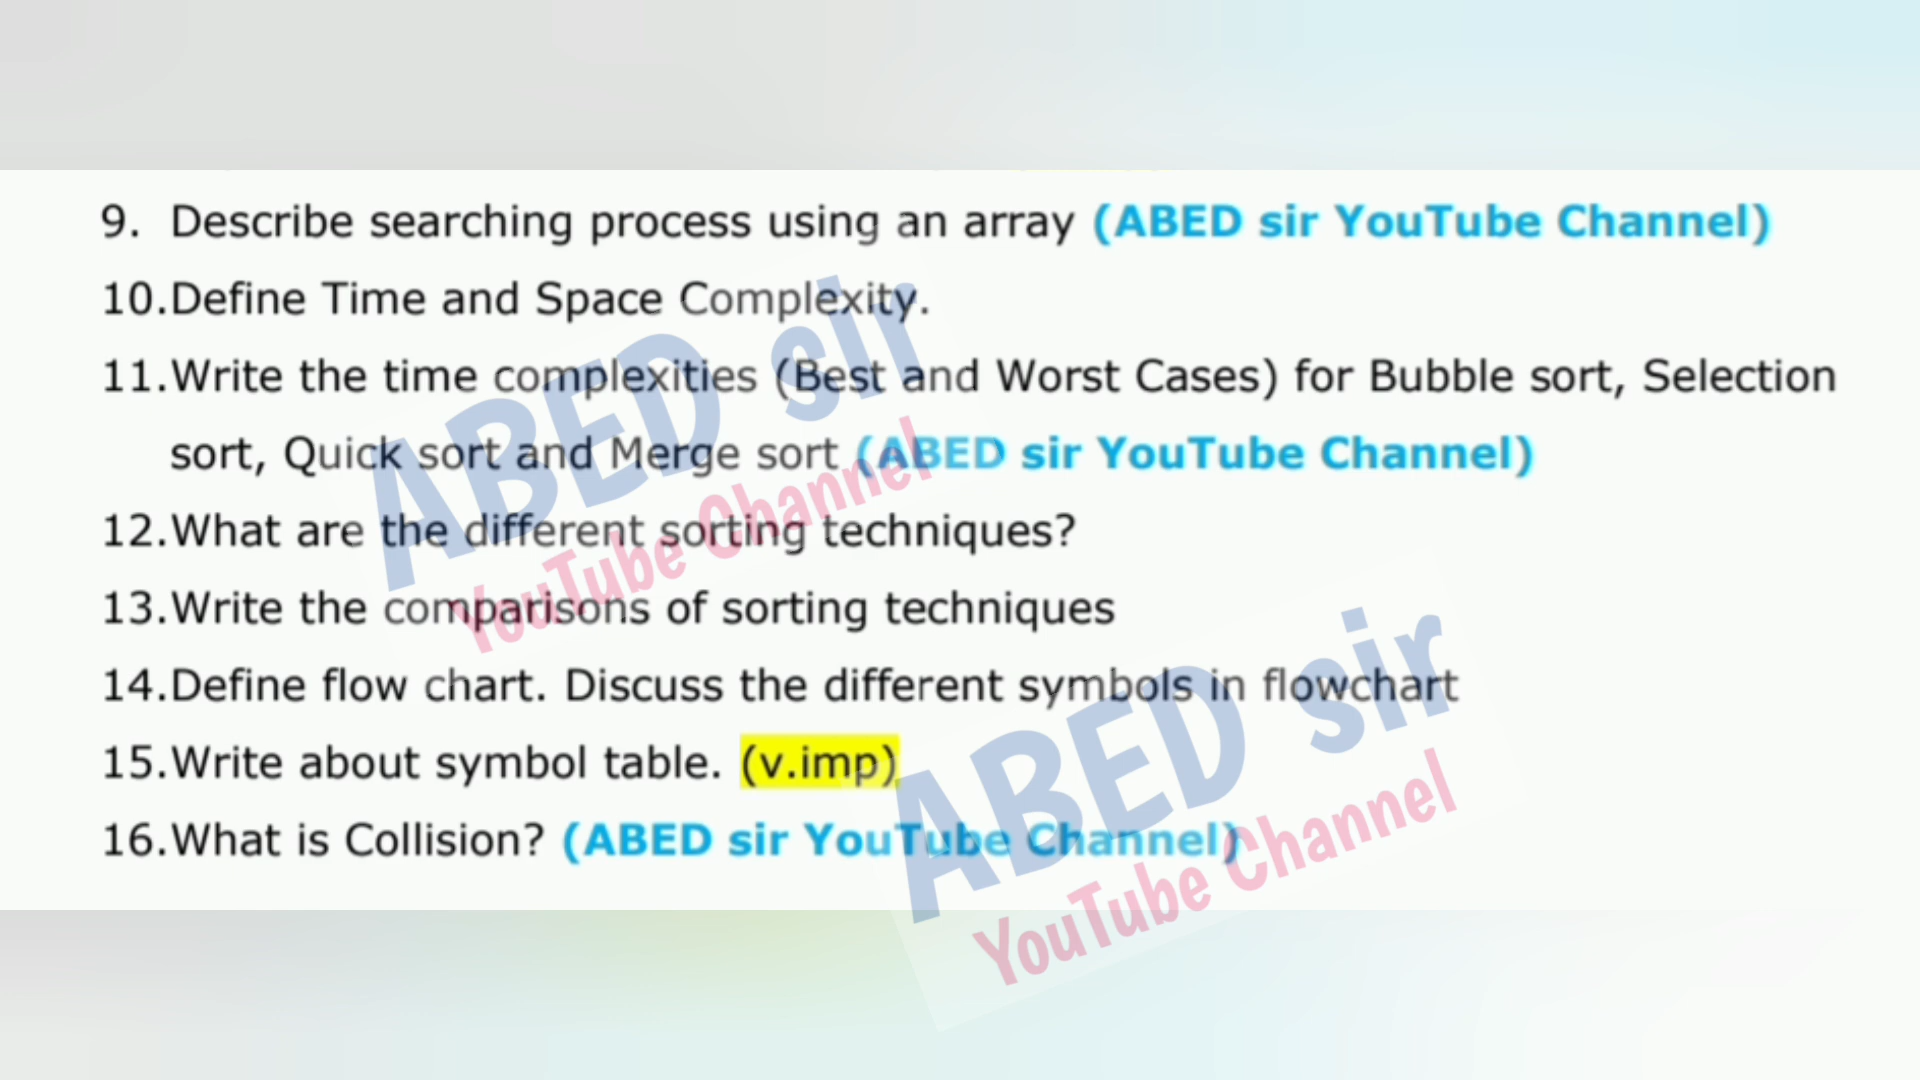 9. Describe searching process using an array (ABED sir YouTube Channel)
10.Define Time and Space Complexity.
11.Write the time complexities (Best and Worst Cases) for Bubble sort, Selection
sort, Quick sort and Merge sort (ABED sir YouTube Channel)
12.What are the different sorting techniques?
13.Write the comparisons of sorting techniques
14.Define flow chart. Discuss the different symbols in flowchart
15.Write about symbol table. (v.imp)
16.What is Collision? (ABED sir YouTube Channel)
ABED sir
YouTube Channel
ABED sir
YouTube Channel